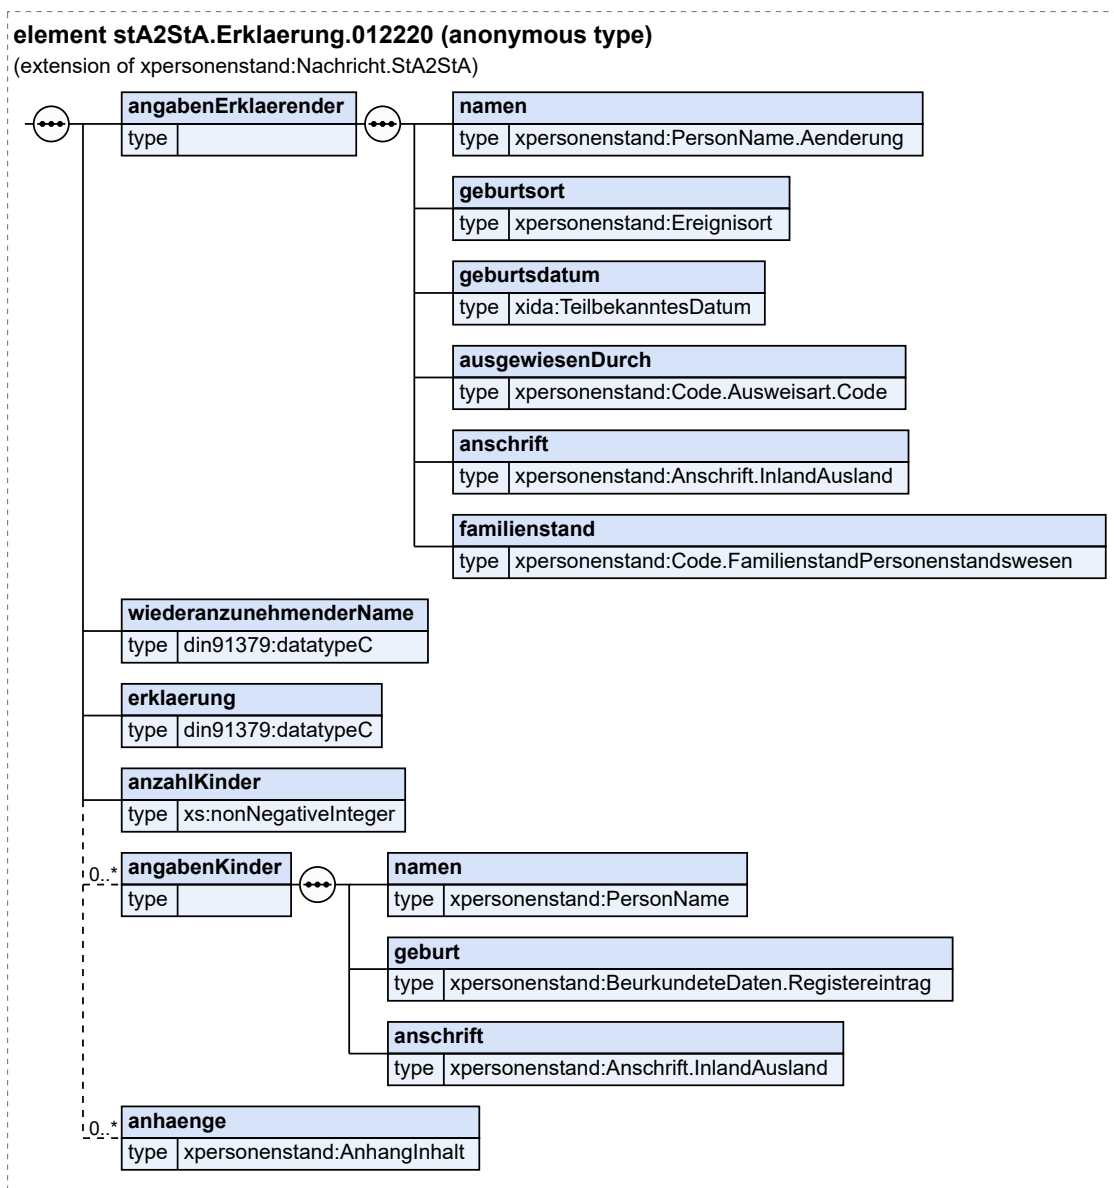 element stA2StA.Erklaerung.012220 (anonymous type)
(extension of xpersonenstand:Nachricht.StA2StA)
angabenErklaerender
type
namen
type xpersonenstand:PersonName.Aenderung
geburtsort
type xpersonenstand:Ereignisort
geburtsdatum
type xida:TeilbekanntesDatum
ausgewiesenDurch
type xpersonenstand:Code.Ausweisart.Code
anschrift
type xpersonenstand:Anschrift.InlandAusland
familienstand
type xpersonenstand:Code.FamilienstandPersonenstandswesen
wiederanzunehmenderName
type din91379:datatypeC
erklaerung
type din91379:datatypeC
anzahlKinder
type xs:nonNegativeInteger
0..*
angabenKinder
type
namen
type xpersonenstand:PersonName
geburt
type xpersonenstand:BeurkundeteDaten.Registereintrag
anschrift
type xpersonenstand:Anschrift.InlandAusland
0..*
anhaenge
type xpersonenstand:AnhangInhalt